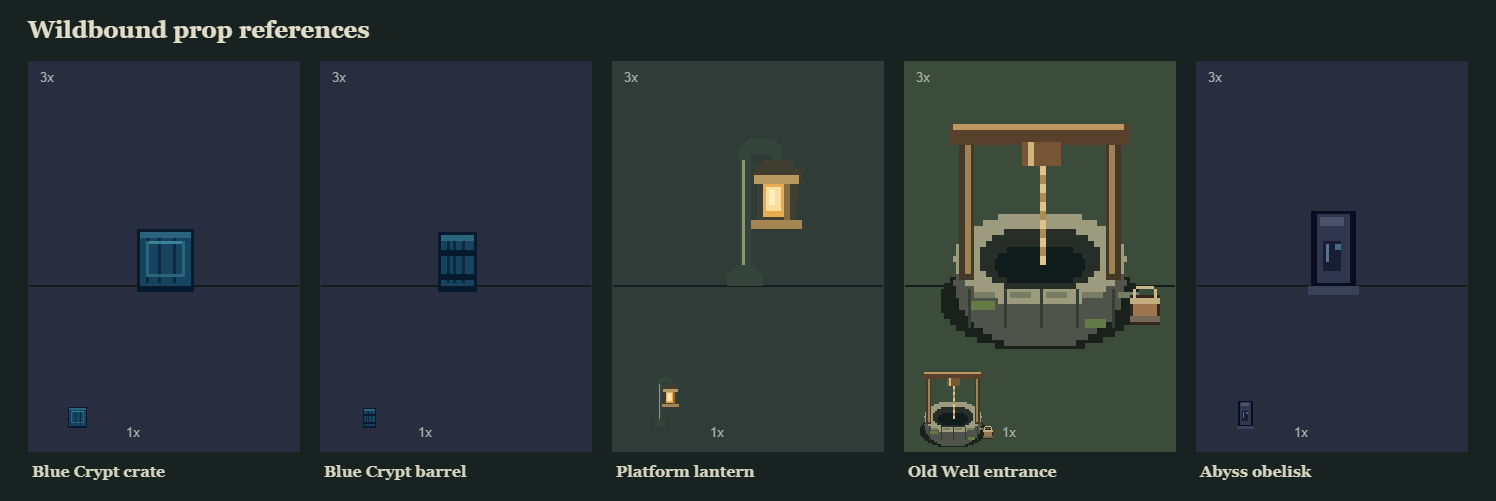 Wildbound prop references
3x
3x
3x
3x
3x
1x
1x
1x
1x
1x
Blue Crypt crate
Blue Crypt barrel
Platform lantern
Old Well entrance
Abyss obelisk